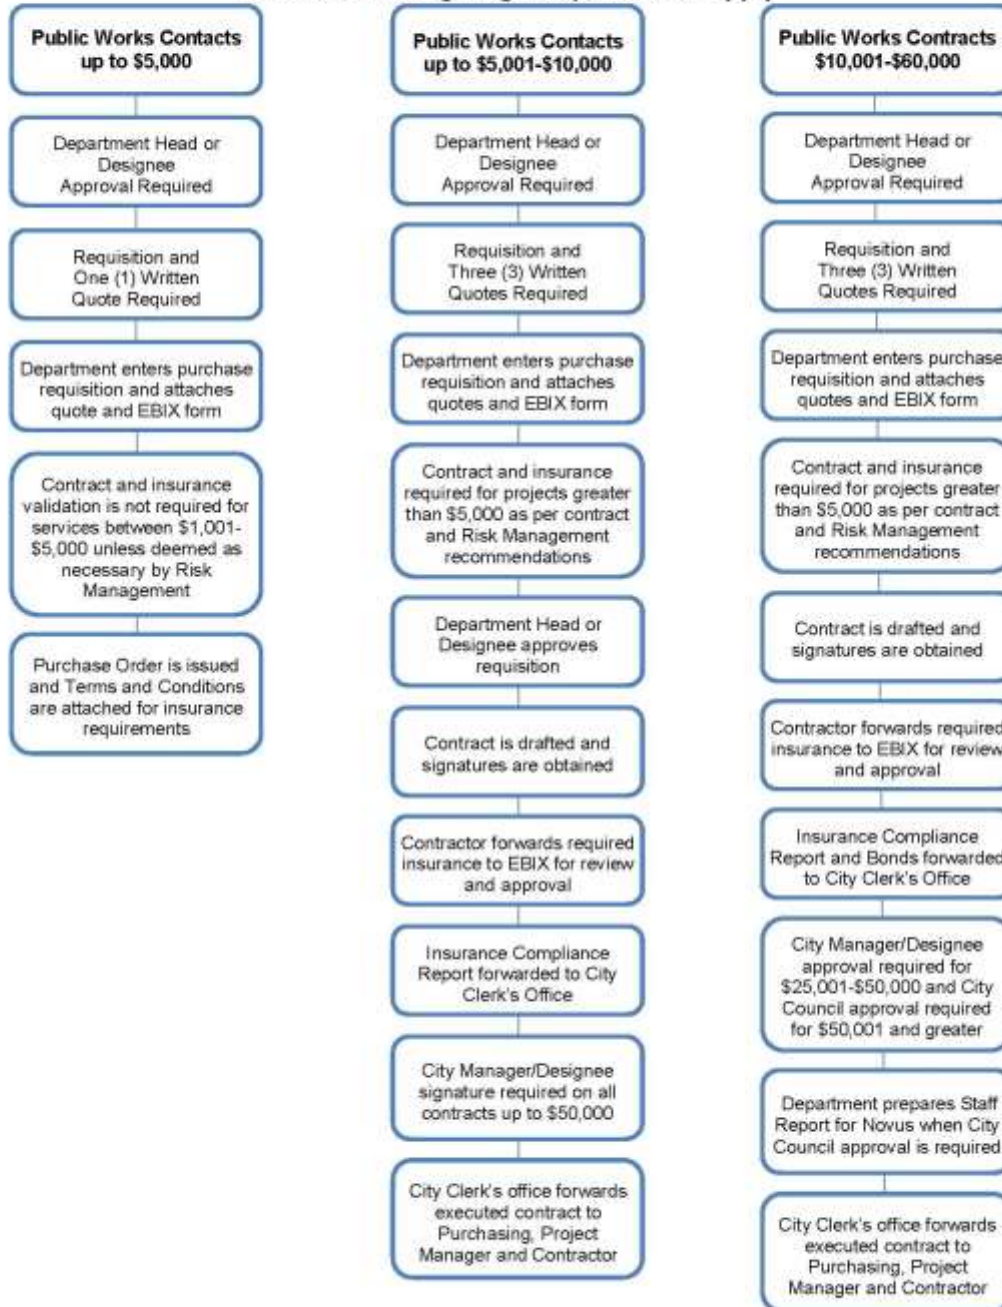 Public Works Contacts
up to $5,000
Department Head or
Designee
Approval Required
Requisition and
One (1) Written
Quote Required
Department enters purchase
requisition and attaches
quote and EBIX form
Contract and insurance
validation is not required for
services between $1,001-
$5,000 unless deemed as
necessary by Risk
Management
Purchase Order is issued
and Terms and Conditions
are attached for insurance
requirements
Public Works Contacts
up to $5,001-$10,000
Department Head or
Designee
Approval Required
Requisition and
Three (3) Written
Quotes Required
Department enters purchase
requisition and attaches
quotes and EBIX form
Contract and insurance
required for projects greater
than $5,000 as per contract
and Risk Management
recommendations
Department Head or
Designee approves
requisition
Contract is drafted and
signatures are obtained
Contractor forwards required
insurance to EBIX for review
and approval
Insurance Compliance
Report forwarded to City
Clerk's Office
City Manager/Designee
signature required on all
contracts up to $50,000
City Clerk's office forwards
executed contract to
Purchasing, Project
Manager and Contractor
Public Works Contracts
$10,001-$60,000
Department Head or
Designee
Approval Required
Requisition and
Three (3) Written
Quotes Required
Department enters purchase
requisition and attaches
quotes and EBIX form
Contract and insurance
required for projects greater
than $5,000 as per contract
and Risk Management
recommendations
Contract is drafted and
signatures are obtained
Contractor forwards required
insurance to EBIX for review
and approval
Insurance Compliance
Report and Bonds forwarded
to City Clerk's Office
City Manager/Designee
approval required for
$25,001-$50,000 and City
Council approval required
for $50,001 and greater
Department prepares Staff
Report for Novus when City
Council approval is required
City Clerk's office forwards
executed contract to
Purchasing, Project
Manager and Contractor